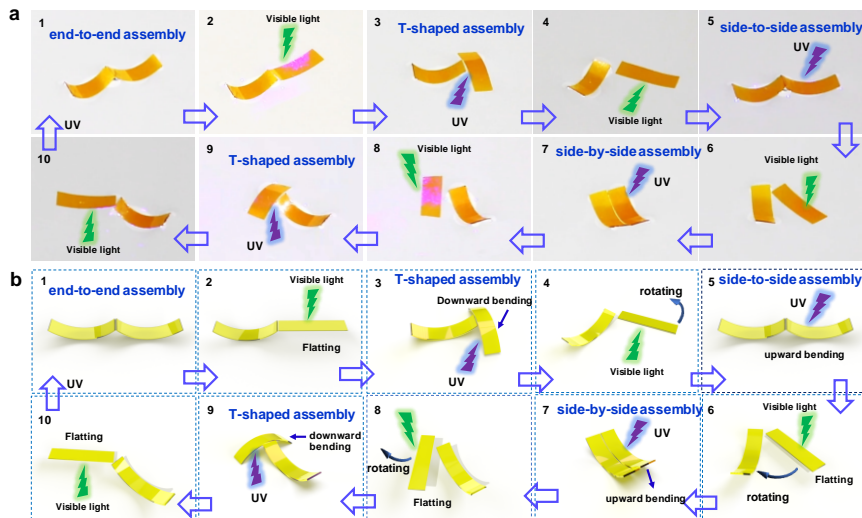 a
1
end-to-end assembly
2
Visible light
3
T-shaped assembly
UV
4
Visible light
5
side-to-side assembly
UV
UV
10
Visible light
9
T-shaped assembly
UV
8
Visible light
7
side-by-side assembly
UV
6
Visible light
b
1
end-to-end assembly
2
Visible light
Flatting
3
T-shaped assembly
Downward bending
UV
4
rotating
Visible light
5
side-to-side assembly
UV
upward bending
UV
10
Flatting
Visible light
9
T-shaped assembly
downward
bending
UV
8
Visible light
rotating
Flatting
7
side-by-side assembly
UV
upward bending
6
Visible light
rotating
Flatting